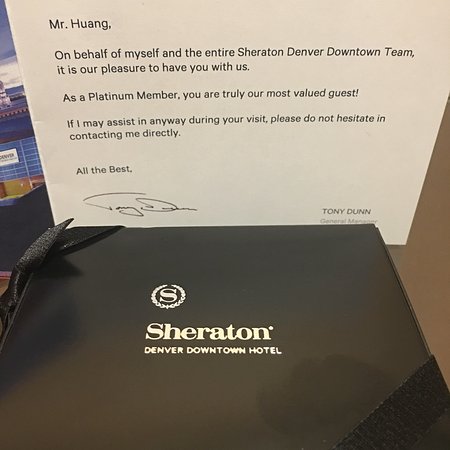 Mr. Huang,
On behalf of myself and the entire Sheraton Denver Downtown Team,
it is our pleasure to have you with us.
As a Platinum Member, you are truly our most valued guest!
If I may assist in anyway during your visit, please do not hesitate in
contacting me directly.
All the Best,
Tony Dunn
TONY DUNN
General Manager
DENVER
S
Sheraton
DENVER DOWNTOWN HOTEL